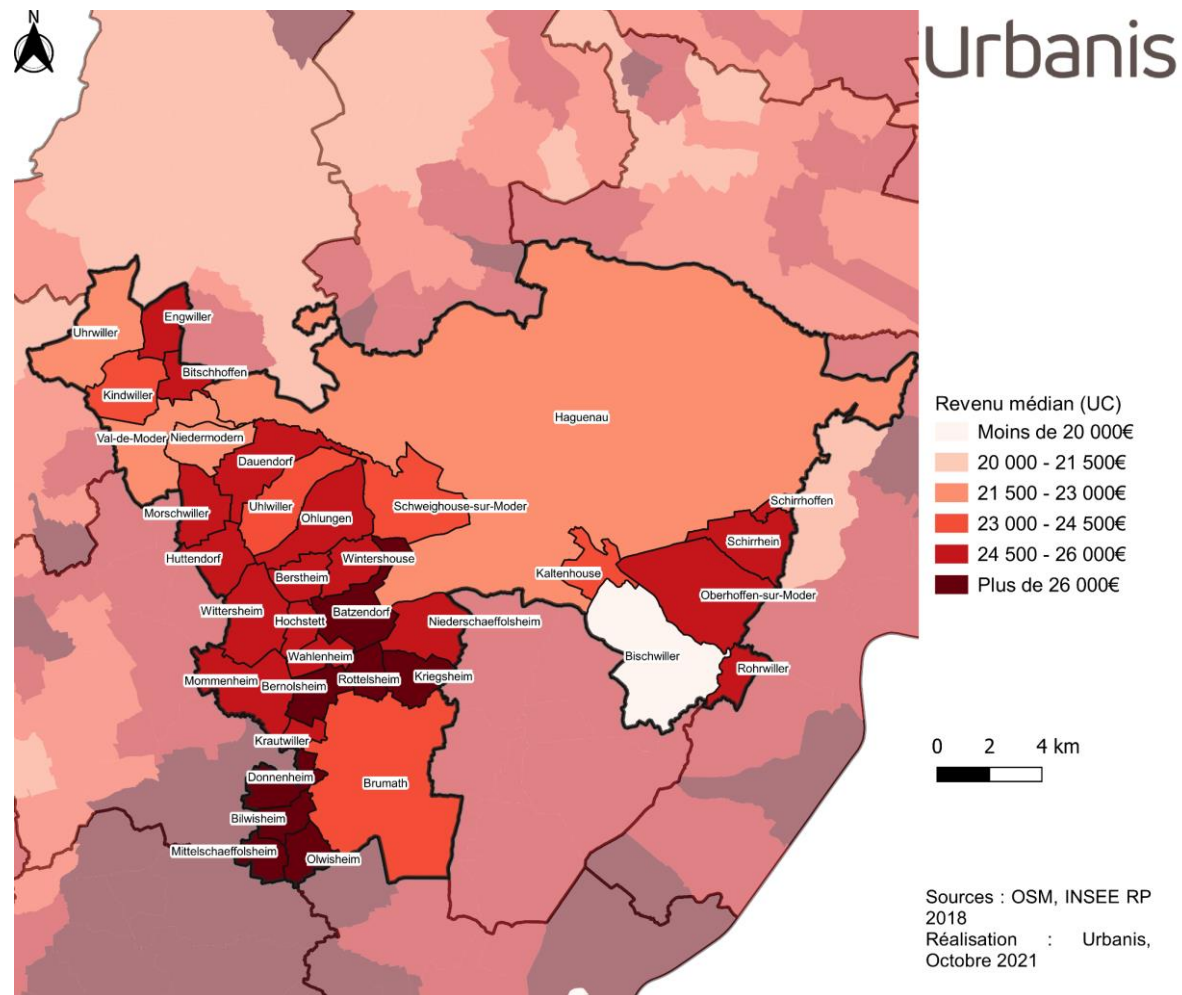 N
Urbanis
Uhrwiller
Engwiller
Bitschhoffen
Kindwiller
Val-de-Moder
Niedermodern
Haguenau
Dauendorf
Morschwiller
Uhlwiller
Ohlungen
Schweighouse-sur-Moder
Schirrhoffen
Schirrhein
Huttendorf
Wintershouse
Berstheim
Kaltenhouse
Oberhoffen-sur-Moder
Wittersheim
Batzendorf
Hochstett
Niederschaeffolsheim
Wahlenheim
Bischwiller
Rohrwiller
Mommenheim
Bernolsheim
Rottelsheim
Kriegsheim
Krautwiller
Donnenheim
Brumath
Bilwisheim
Mittelschaeffolsheim
Olwisheim
Revenu médian (UC)
Moins de 20 000€
20 000 - 21 500€
21 500 - 23 000€
23 000 - 24 500€
24 500 - 26 000€
Plus de 26 000€
0 2 4 km
Sources : OSM, INSEE RP
2018
Réalisation : Urbanis,
Octobre 2021